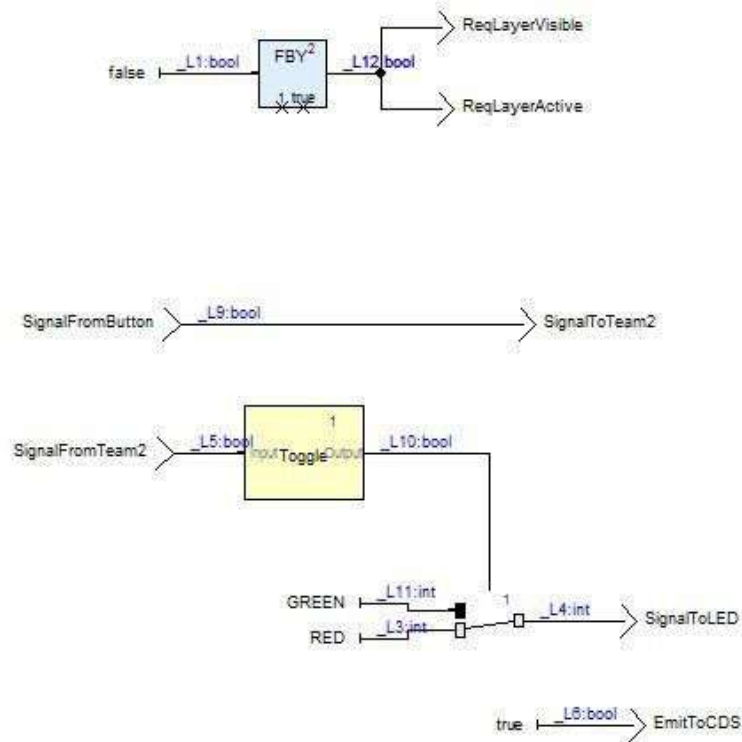 ReqLayerVisible
false
_L1:bool
FBY
2
_L12:bool
1
true
ReqLayerActive
SignalFromButton
_L9:bool
SignalToTeam2
SignalFromTeam2
_L5:bool
1
Input
Toggle
Output
_L10:bool
GREEN
_L11:int
1
RED
_L3:int
_L4:int
SignalToLED
true
_L6:bool
EmitToCDS